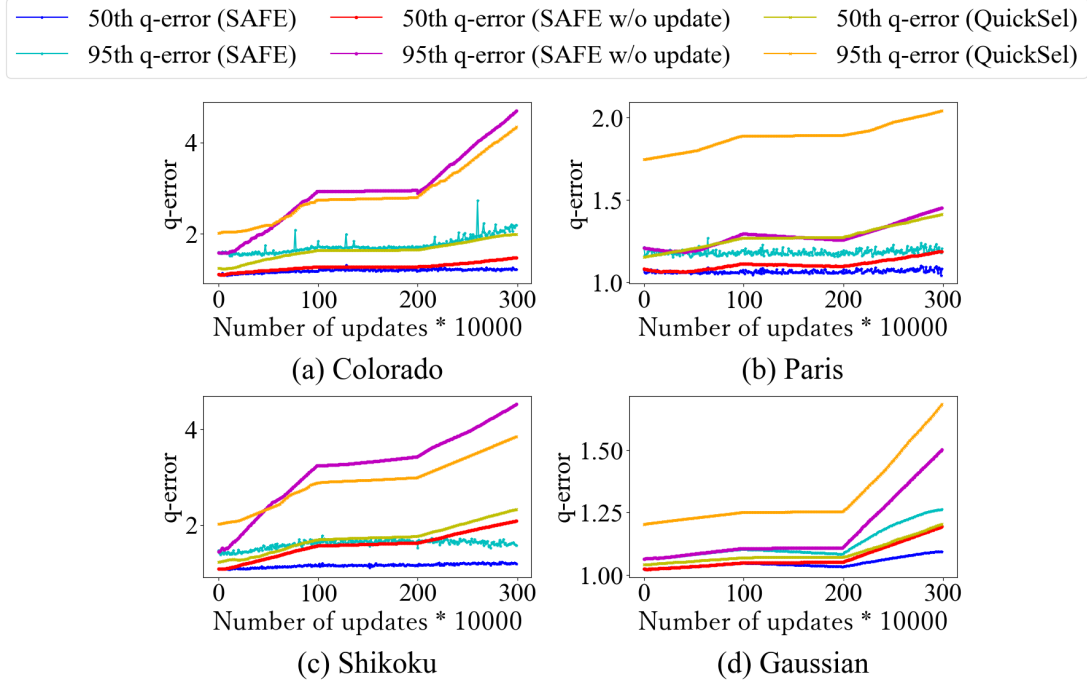 50th q-error (SAFE) 50th q-error (SAFE w/o update) 50th q-error (QuickSel)
95th q-error (SAFE) 95th q-error (SAFE w/o update) 95th q-error (QuickSel)
q-error
4
2
0 100 200 300
Number of updates * 10000
(a) Colorado
q-error
2.0
1.5
1.0
0 100 200 300
Number of updates * 10000
(b) Paris
q-error
4
2
0 100 200 300
Number of updates * 10000
(c) Shikoku
q-error
1.50
1.25
1.00
0 100 200 300
Number of updates * 10000
(d) Gaussian